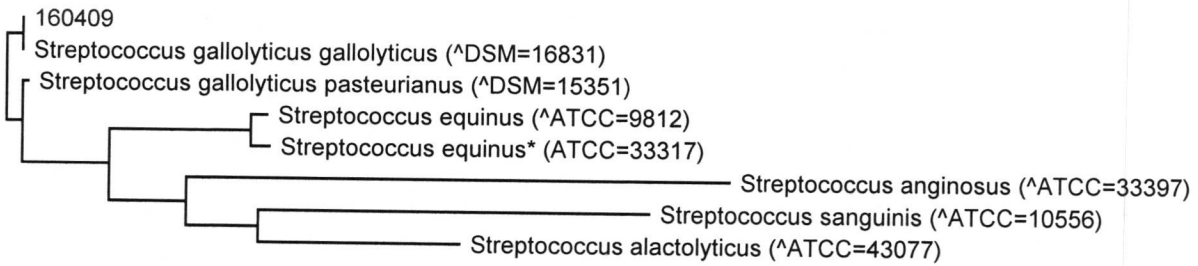 160409
Streptococcus gallolyticus gallolyticus (^DSM=16831)
Streptococcus gallolyticus pasteurianus (^DSM=15351)
Streptococcus equinus (^ATCC=9812)
Streptococcus equinus* (ATCC=33317)
Streptococcus anginosus (^ATCC=33397)
Streptococcus sanguinis (^ATCC=10556)
Streptococcus alactolyticus (^ATCC=43077)